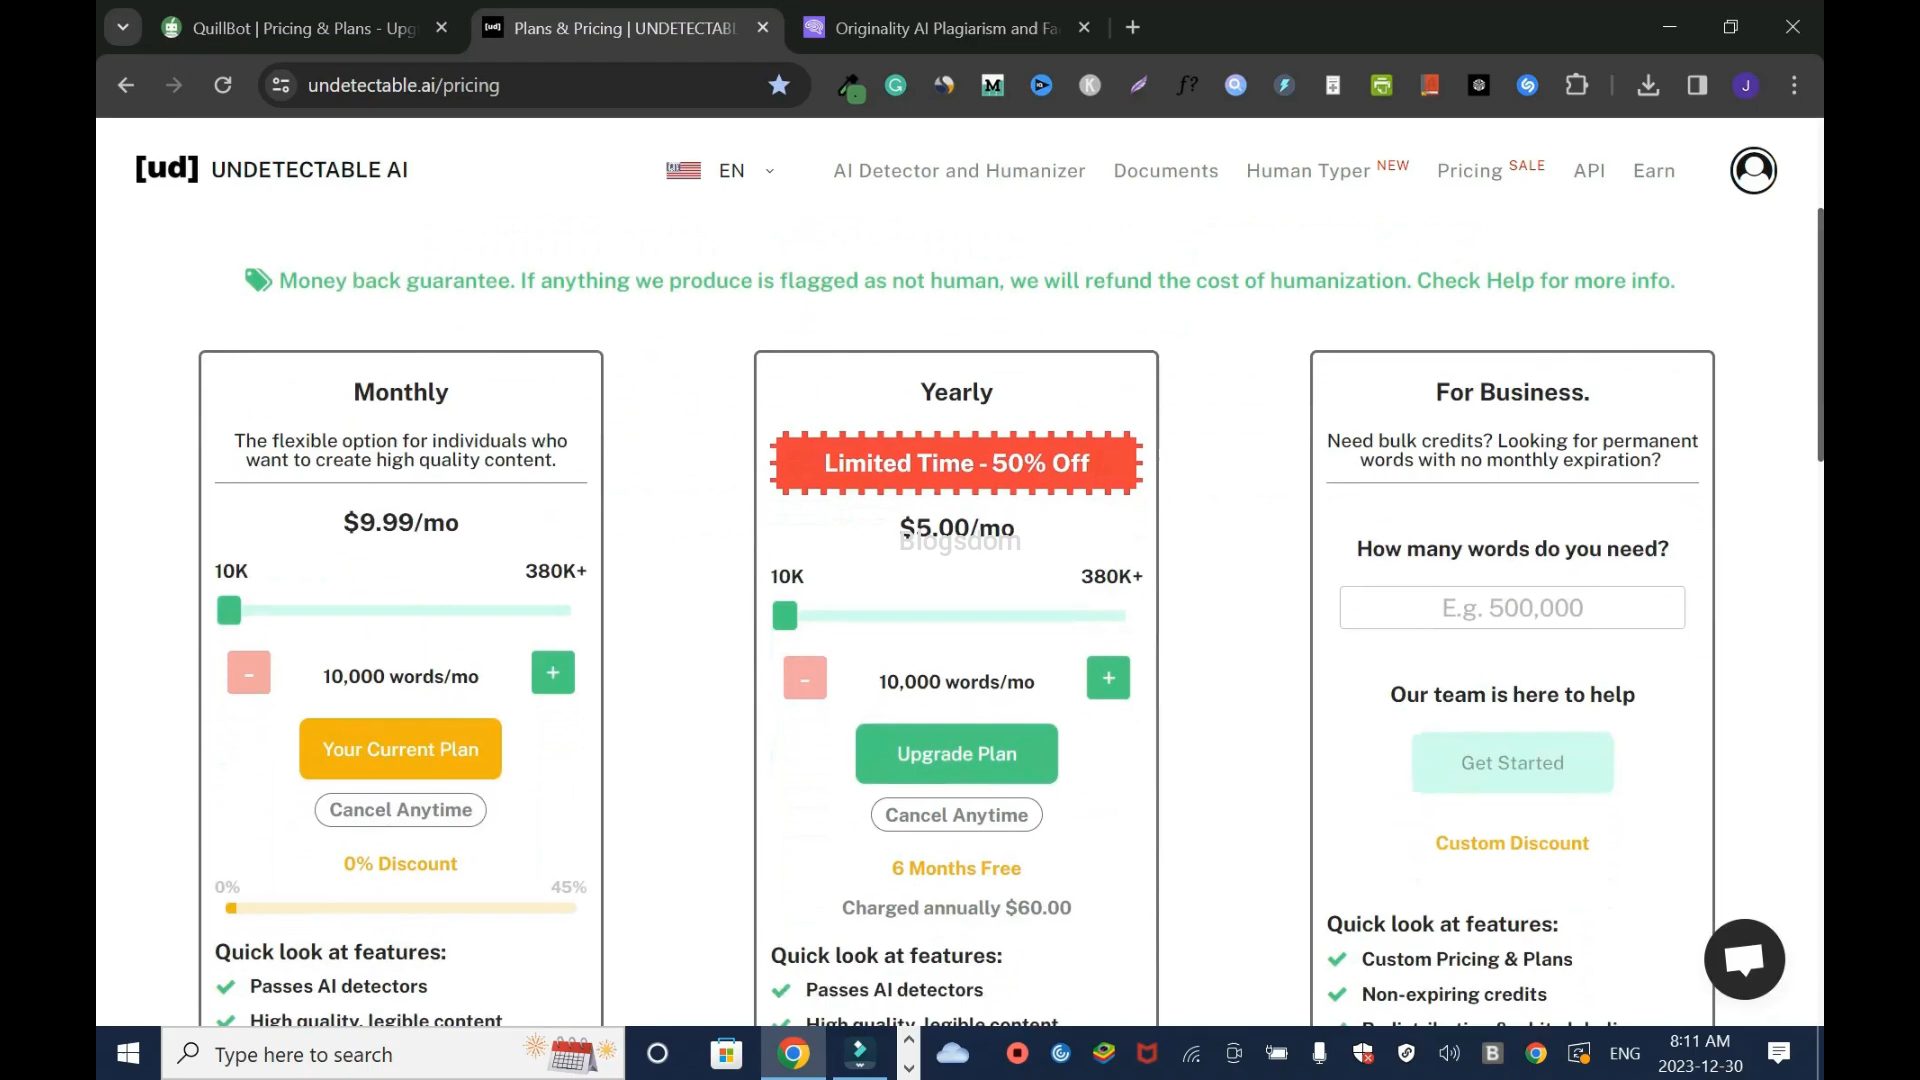 QuillBot | Pricing & Plans - Upg
Plans & Pricing | UNDETECTABL
Originality AI Plagiarism and Fa
undetectable.ai/pricing
[ud] UNDETECTABLE AI
EN
AI Detector and Humanizer
Documents
Human Typer NEW
Pricing SALE
API
Earn
Money back guarantee. If anything we produce is flagged as not human, we will refund the cost of humanization. Check Help for more info.
Monthly
The flexible option for individuals who
want to create high quality content.
$9.99/mo
10K 380K+
- 10,000 words/mo +
Your Current Plan
Cancel Anytime
0% Discount
0% 45%
Quick look at features:
Passes AI detectors
High quality, legible content
Yearly
Limited Time - 50% Off
$5.00/mo
Blogsdom
10K 380K+
- 10,000 words/mo +
Upgrade Plan
Cancel Anytime
6 Months Free
Charged annually $60.00
Quick look at features:
Passes AI detectors
High quality, legible content
For Business.
Need bulk credits? Looking for permanent
words with no monthly expiration?
How many words do you need?
E.g. 500,000
Our team is here to help
Get Started
Custom Discount
Quick look at features:
Custom Pricing & Plans
Non-expiring credits
Type here to search
ENG
8:11 AM
2023-12-30